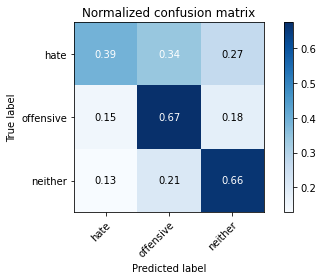 Normalized confusion matrix
True label
hate
0.39 0.34 0.27
offensive
0.15 0.67 0.18
neither
0.13 0.21 0.66
hate
offensive
neither
Predicted label
0.6
0.5
0.4
0.3
0.2